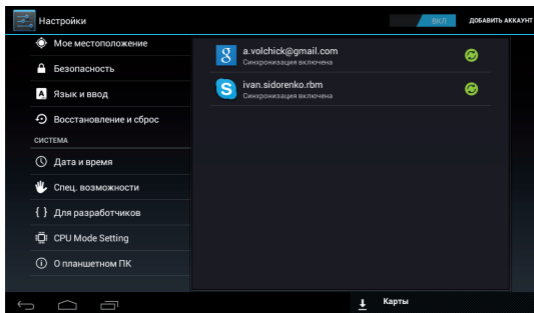 Настройки
ВКЛ
ДОБАВИТЬ АККАУНТ
Мое местоположение
Безопасность
Язык и ввод
Восстановление и сброс
СИСТЕМА
Дата и время
Спец. возможности
Для разработчиков
CPU Mode Setting
О планшетном ПК
a.volchick@gmail.com
Синхронизация включена
ivan.sidorenko.rbm
Синхронизация включена
Карты